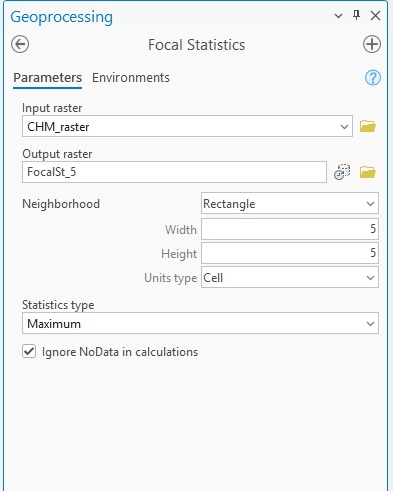 Geoprocessing
Focal Statistics
Parameters Environments
Input raster
CHM_raster
Output raster
FocalSt_5
Neighborhood Rectangle
Width 5
Height 5
Units type Cell
Statistics type
Maximum
Ignore NoData in calculations